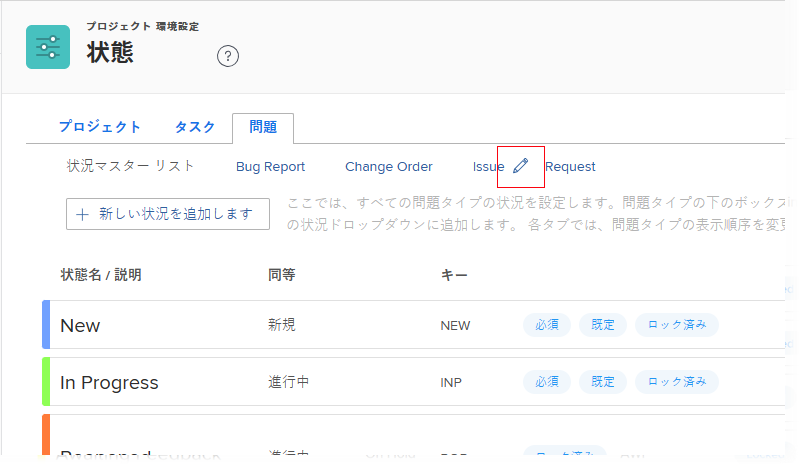 プロジェクト 環境設定
状態
?
プロジェクト タスク 問題
状況マスター リスト Bug Report Change Order Issue Request
+ 新しい状況を追加します
ここでは、すべての問題タイプの状況を設定します。問題タイプの下のボックス
の状況ドロップダウンに追加します。 各タブでは、問題タイプの表示順序を変更
状態名 / 説明 同等 キー
New 新規 NEW 必須 既定 ロック済み
In Progress 進行中 INP 必須 既定 ロック済み
進行中 ロック済み